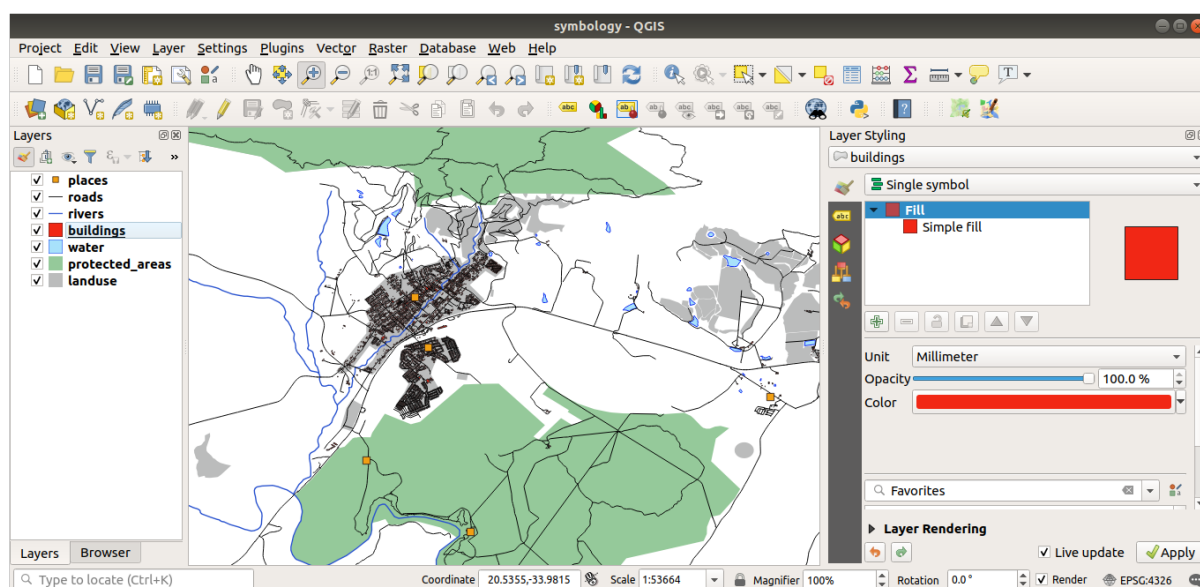 symbology - QGIS
Project Edit View Layer Settings Plugins Vector Raster Database Web Help
Layers
places
roads
rivers
buildings
water
protected_areas
landuse
Layers Browser
Layer Styling
buildings
Single symbol
Fill
Simple fill
Unit Millimeter
Opacity 100.0 %
Color
Favorites
Layer Rendering
Live update Apply
Type to locate (Ctrl+K) Coordinate 20.5355,-33.9815 Scale 1:53664 Magnifier 100% Rotation 0.0° Render EPSG:4326